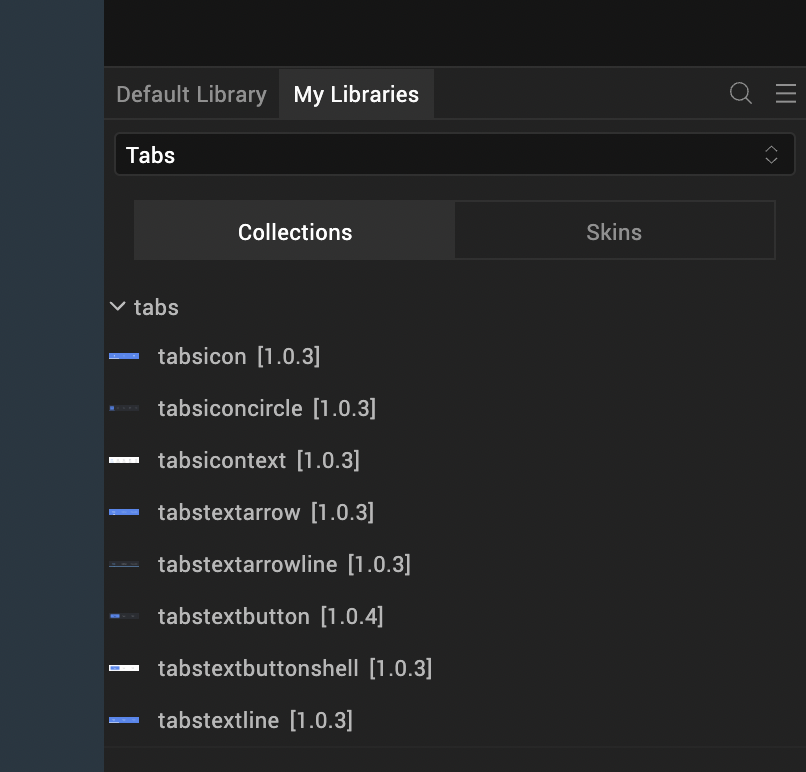 Default Library My Libraries
Tabs
Collections Skins
tabs
tabsicon [1.0.3]
tabsiconcircle [1.0.3]
tabsicontext [1.0.3]
tabstextarrow [1.0.3]
tabstextarrowline [1.0.3]
tabstextbutton [1.0.4]
tabstextbuttonshell [1.0.3]
tabstextline [1.0.3]